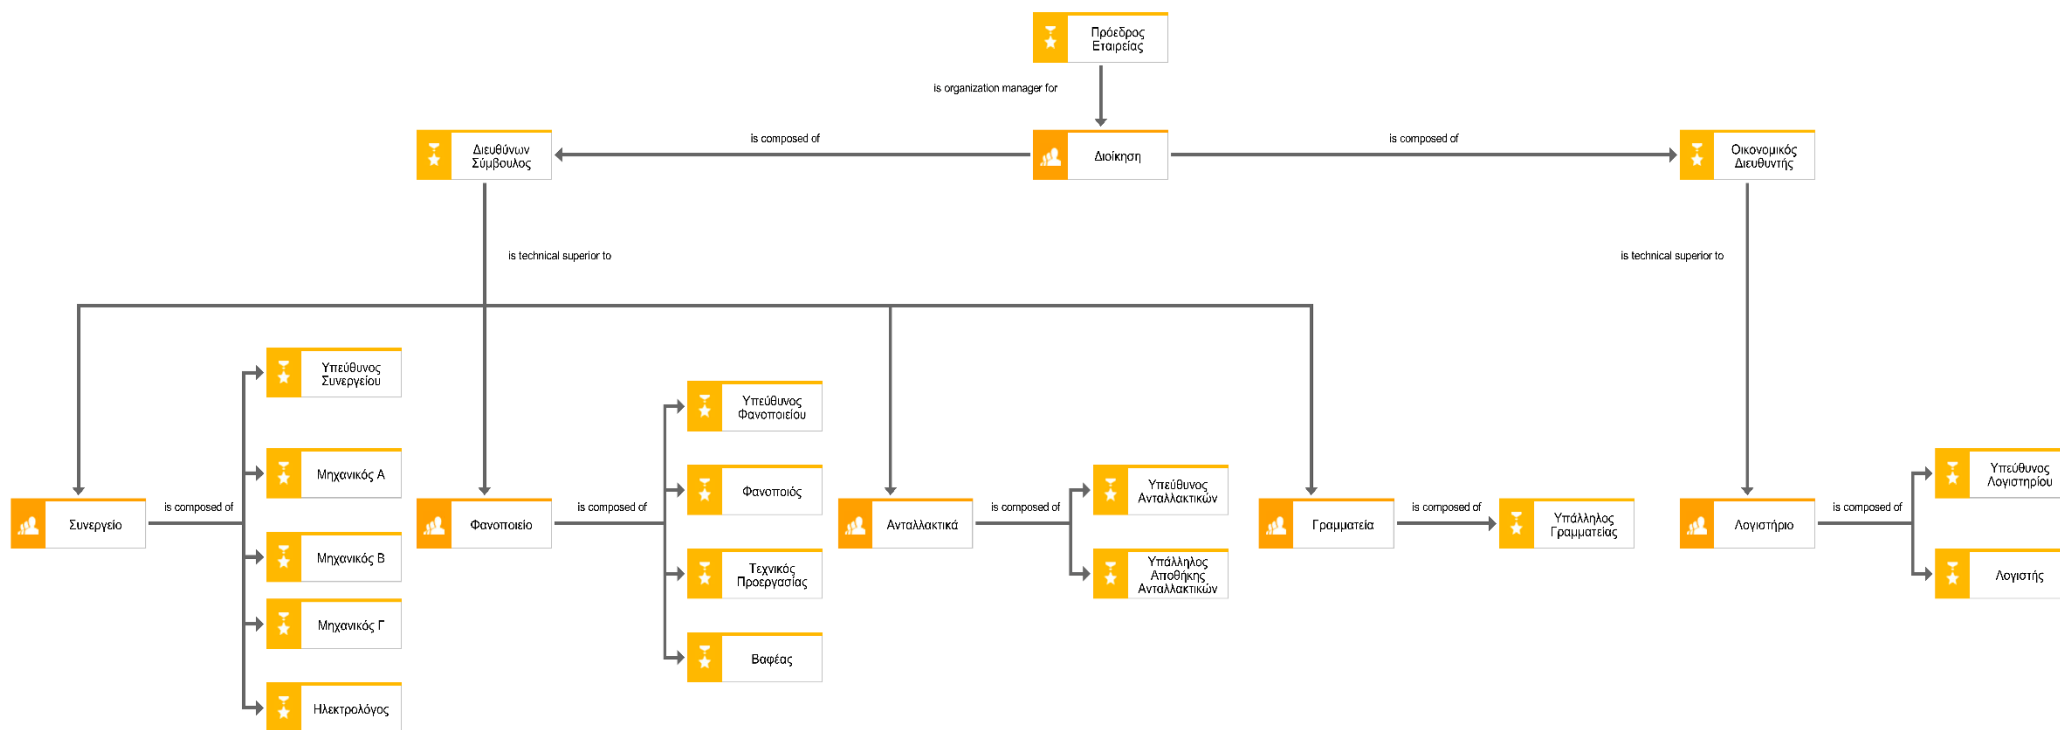 Πρόεδρος
Εταιρείας
is organization manager for
Διευθύνων
Σύμβουλος
is composed of
Διοίκηση
is composed of
Οικονομικός
Διευθυντής
is technical superior to
is technical superior to
Συνεργείο
is composed of
Υπεύθυνος
Συνεργείου
Μηχανικός Α
Μηχανικός Β
Μηχανικός Γ
Ηλεκτρολόγος
Φανοποιείο
is composed of
Υπεύθυνος
Φανοποιείου
Φανοποιός
Τεχνικός
Προεργασίας
Βαφέας
Ανταλλακτικά
is composed of
Υπεύθυνος
Ανταλλακτικών
Υπάλληλος
Αποθήκης
Ανταλλακτικών
Γραμματεία
is composed of
Υπάλληλος
Γραμματείας
Λογιστήριο
is composed of
Υπεύθυνος
Λογιστηρίου
Λογιστής